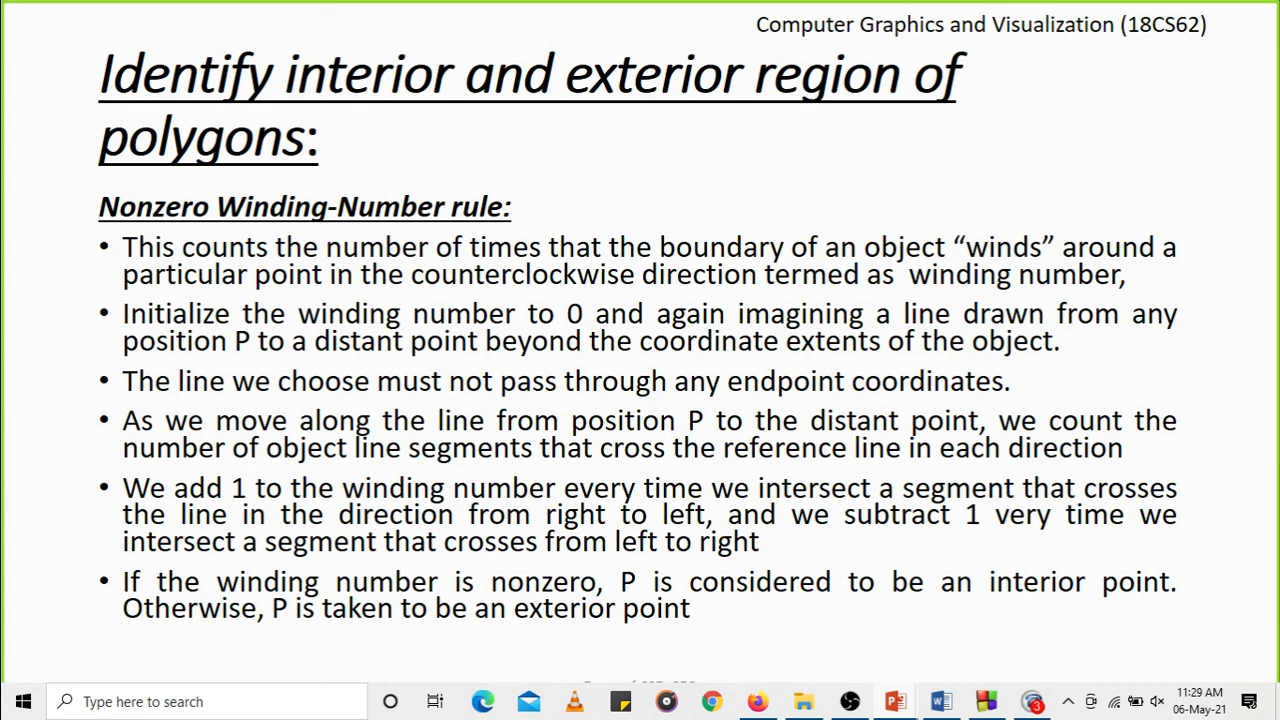 Computer Graphics and Visualization (18CS62)
Identify interior and exterior region of
polygons:
Nonzero Winding-Number rule:
• This counts the number of times that the boundary of an object “winds” around a
particular point in the counterclockwise direction termed as winding number,
• Initialize the winding number to 0 and again imagining a line drawn from any
position P to a distant point beyond the coordinate extents of the object.
• The line we choose must not pass through any endpoint coordinates.
• As we move along the line from position P to the distant point, we count the
number of object line segments that cross the reference line in each direction
• We add 1 to the winding number every time we intersect a segment that crosses
the line in the direction from right to left, and we subtract 1 very time we
intersect a segment that crosses from left to right
• If the winding number is nonzero, P is considered to be an interior point.
Otherwise, P is taken to be an exterior point
Type here to search
3
11:29 AM
06-May-21